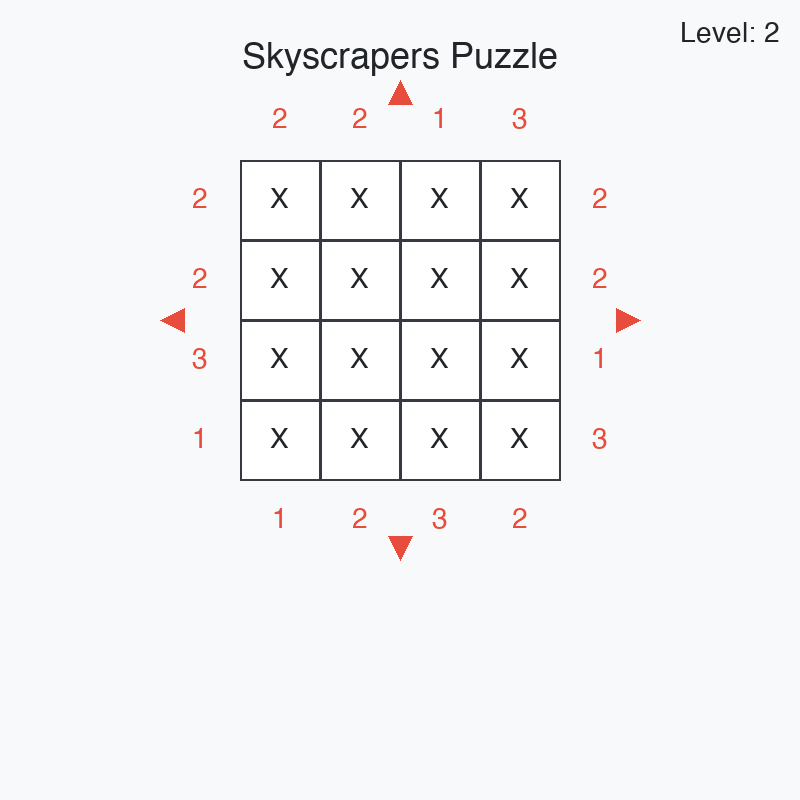 Level: 2
Skyscrapers Puzzle
2 2 1 3
2 X X X X 2
2 X X X X 2
3 X X X X 1
1 X X X X 3
1 2 3 2